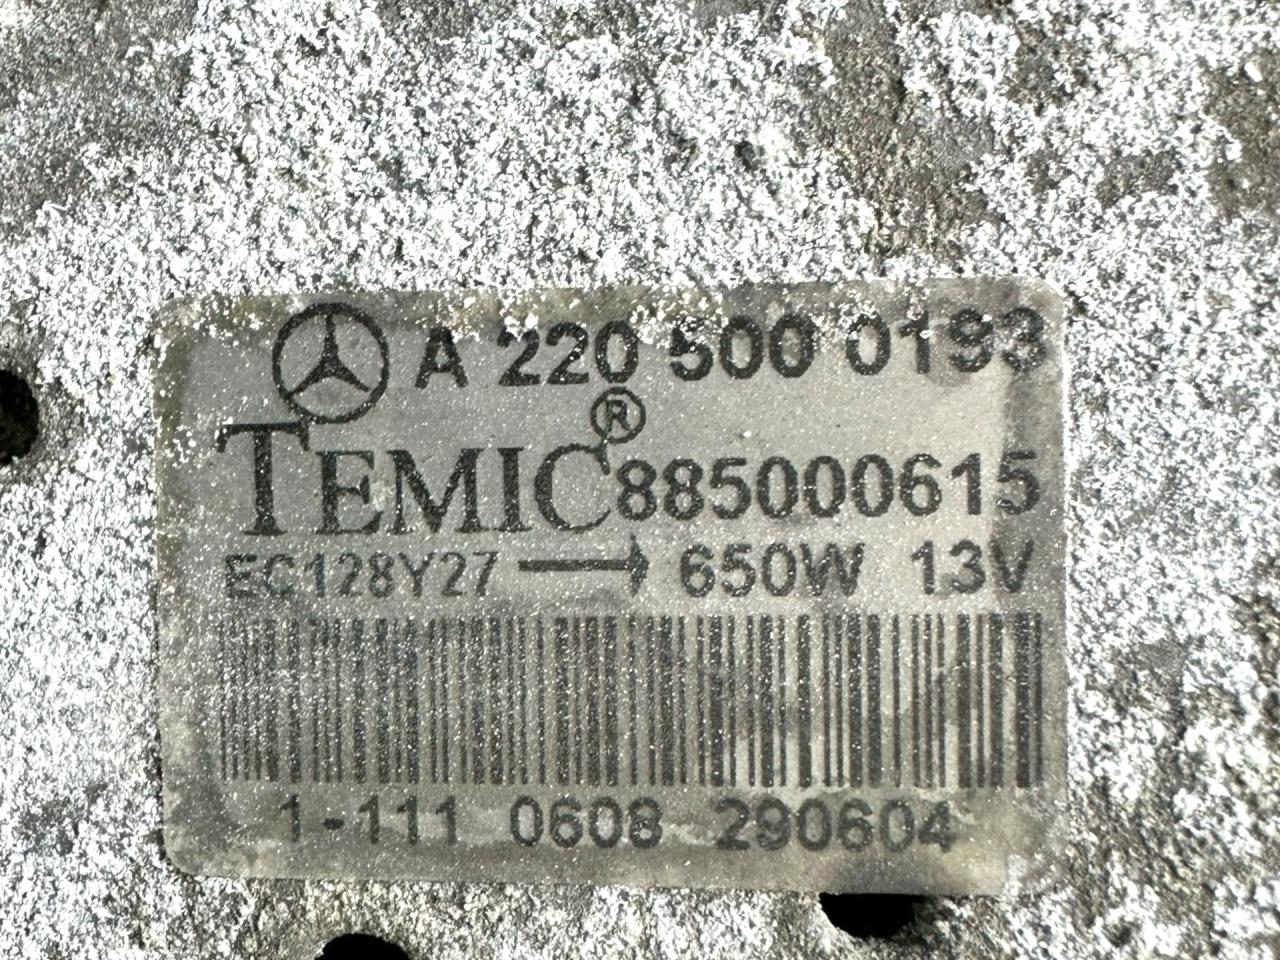 A 220 500 0193
TEMIC® 885000615
EC128Y27 → 650W 13V
1-111 0608 290604